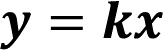 y = kx